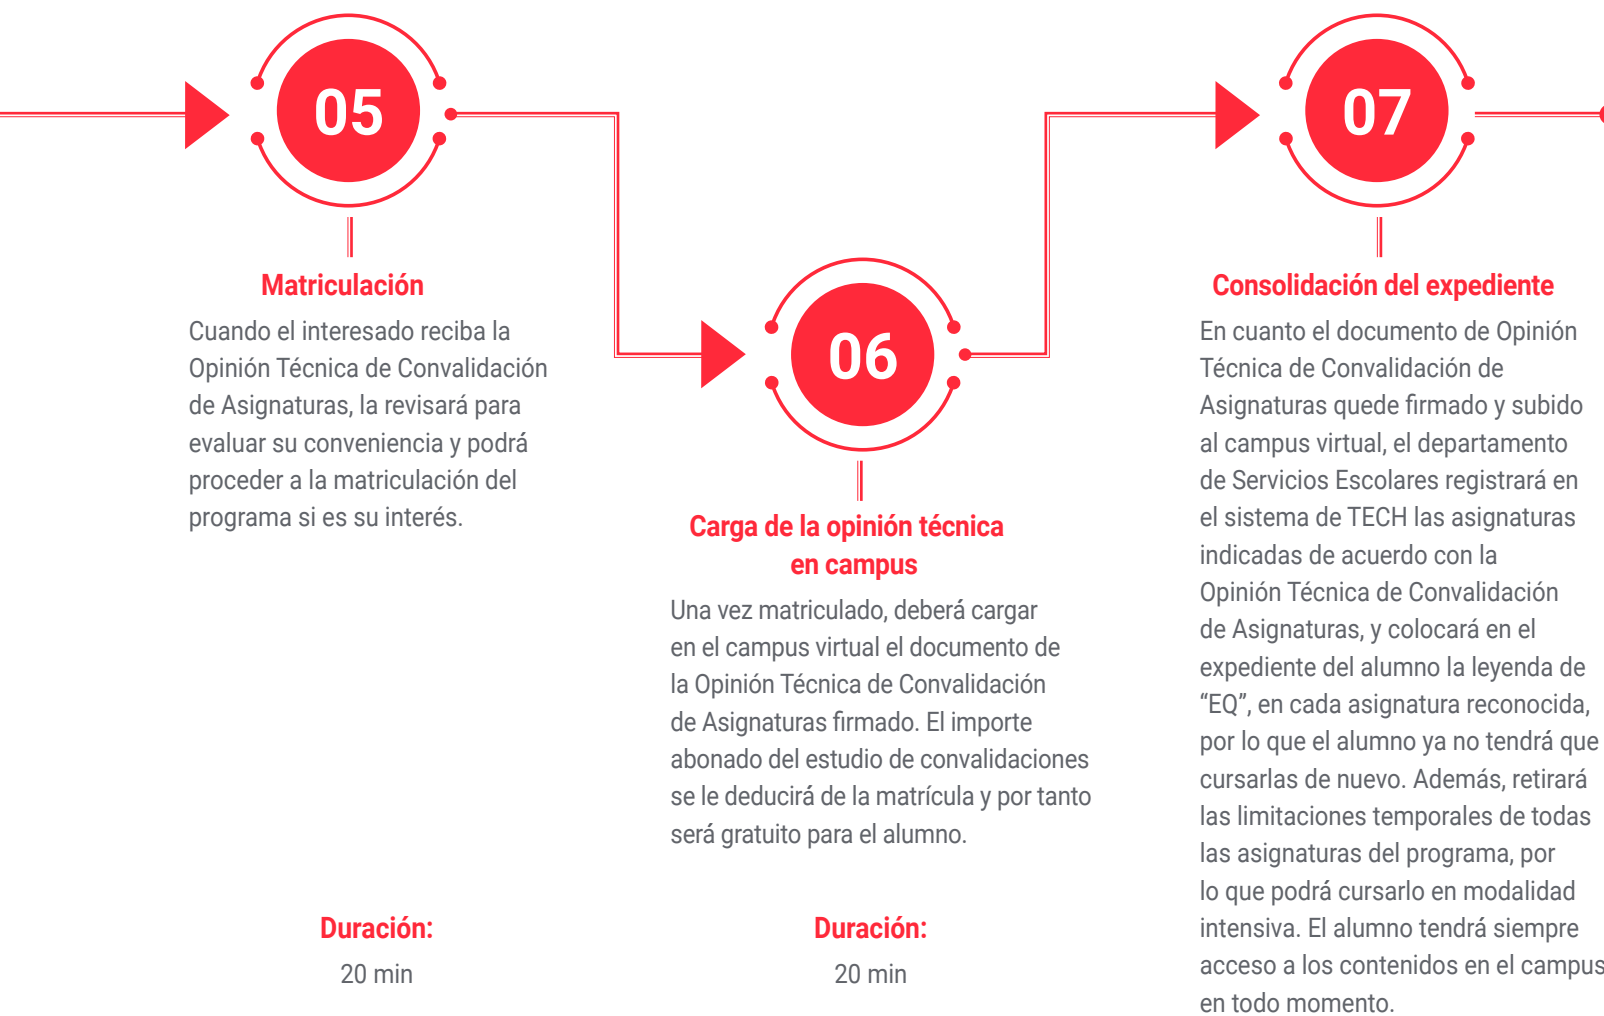 05
Matriculación
Cuando el interesado reciba la
Opinión Técnica de Convalidación
de Asignaturas, la revisará para
evaluar su conveniencia y podrá
proceder a la matriculación del
programa si es su interés.
Duración:
20 min
06
Carga de la opinión técnica
en campus
Una vez matriculado, deberá cargar
en el campus virtual el documento de
la Opinión Técnica de Convalidación
de Asignaturas firmado. El importe
abonado del estudio de convalidaciones
se le deducirá de la matrícula y por tanto
será gratuito para el alumno.
Duración:
20 min
07
Consolidación del expediente
En cuanto el documento de Opinión
Técnica de Convalidación de
Asignaturas quede firmado y subido
al campus virtual, el departamento
de Servicios Escolares registrará en
el sistema de TECH las asignaturas
indicadas de acuerdo con la
Opinión Técnica de Convalidación
de Asignaturas, y colocará en el
expediente del alumno la leyenda de
“EQ”, en cada asignatura reconocida,
por lo que el alumno ya no tendrá que
cursarlas de nuevo. Además, retirará
las limitaciones temporales de todas
las asignaturas del programa, por
lo que podrá cursarlo en modalidad
intensiva. El alumno tendrá siempre
acceso a los contenidos en el campus
en todo momento.